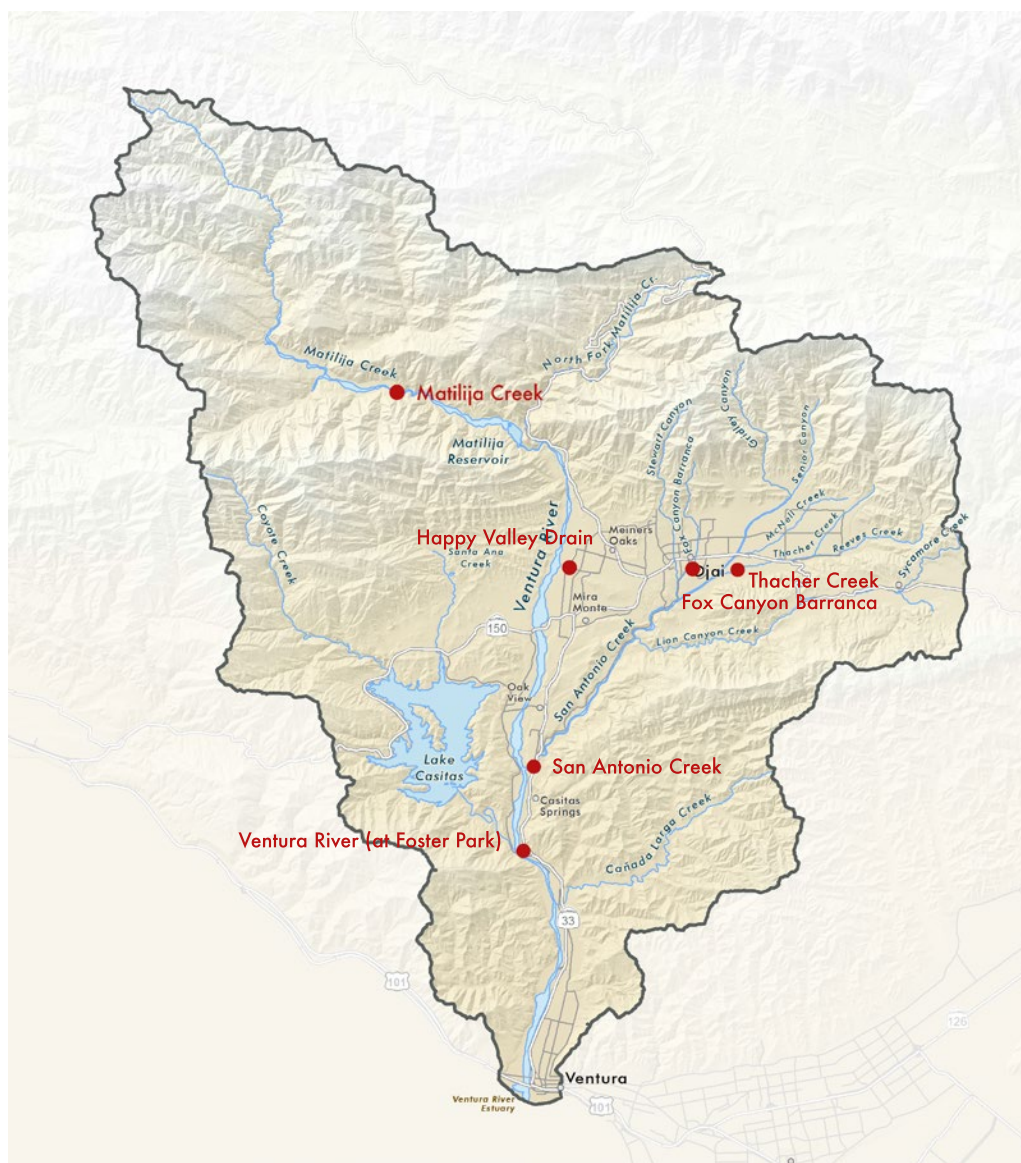 North Fork Matilija Cr.
Matilija Creek
Matilija Creek
Matilija
Reservoir
Stewart Canyon
Gridley Canyon
Senior Canyon
Fox Canyon Barranca
McNell Creek
Thacher Creek
Reeves Creek
Sycamore Creek
Coyote Creek
Ventura River
Meiners
Oaks
Happy Valley Drain
Santa Ana
Creek
Ojai
Thacher Creek
Fox Canyon Barranca
Mira
Monte
150
Lion Canyon Creek
San Antonio Creek
Oak
View
Lake
Casitas
San Antonio Creek
Casitas
Springs
Ventura River (at Foster Park)
Cañada Larga Creek
33
101
126
Ventura
Ventura River
Estuary
101